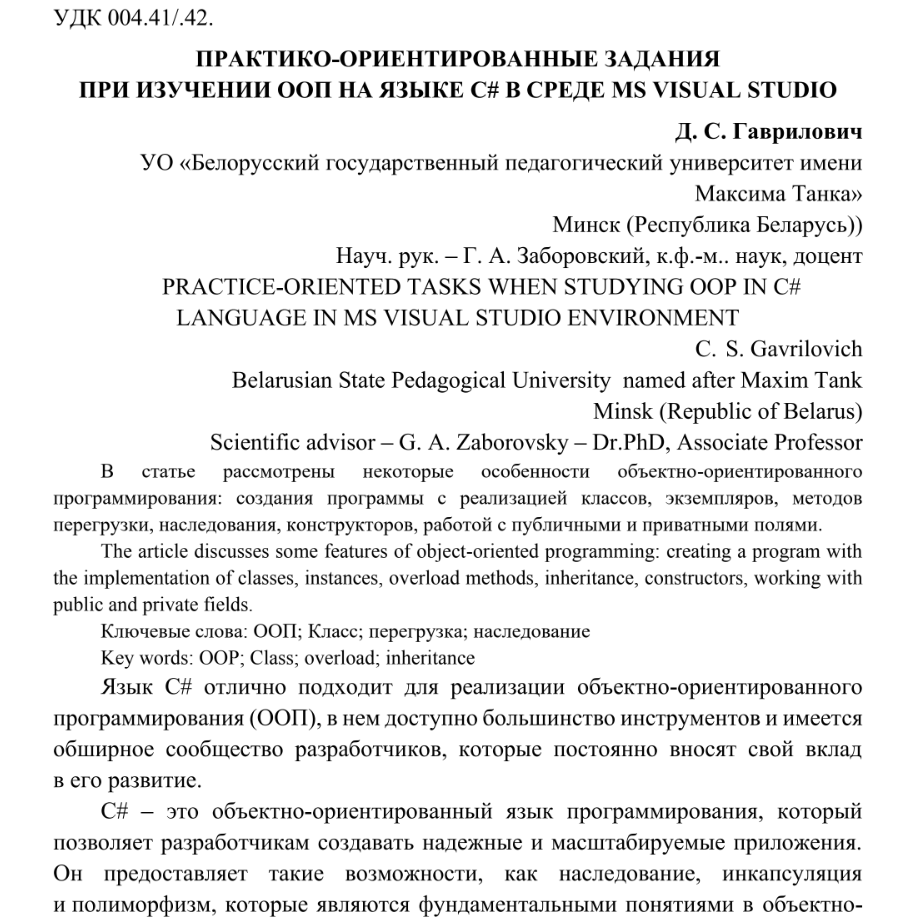 УДК 004.41/.42.
ПРАКТИКО-ОРИЕНТИРОВАННЫЕ ЗАДАНИЯ
ПРИ ИЗУЧЕНИИ ООП НА ЯЗЫКЕ C# В СРЕДЕ MS VISUAL STUDIO
Д. С. Гаврилович
УО «Белорусский государственный педагогический университет имени
Максима Танка»
Минск (Республика Беларусь))
Науч. рук. – Г. А. Заборовский, к.ф.-м.. наук, доцент
PRACTICE-ORIENTED TASKS WHEN STUDYING OOP IN C#
LANGUAGE IN MS VISUAL STUDIO ENVIRONMENT
C. S. Gavrilovich
Belarusian State Pedagogical University named after Maxim Tank
Minsk (Republic of Belarus)
Scientific advisor – G. A. Zaborovsky – Dr.PhD, Associate Professor
В статье рассмотрены некоторые особенности объектно-ориентированного
программирования: создания программы с реализацией классов, экземпляров, методов
перегрузки, наследования, конструкторов, работой с публичными и приватными полями.
The article discusses some features of object-oriented programming: creating a program with
the implementation of classes, instances, overload methods, inheritance, constructors, working with
public and private fields.
Ключевые слова: ООП; Класс; перегрузка; наследование
Key words: OOP; Class; overload; inheritance
Язык C# отлично подходит для реализации объектно-ориентированного
программирования (ООП), в нем доступно большинство инструментов и имеется
обширное сообщество разработчиков, которые постоянно вносят свой вклад
в его развитие.
C# – это объектно-ориентированный язык программирования, который
позволяет разработчикам создавать надежные и масштабируемые приложения.
Он предоставляет такие возможности, как наследование, инкапсуляция
и полиморфизм, которые являются фундаментальными понятиями в объектно-